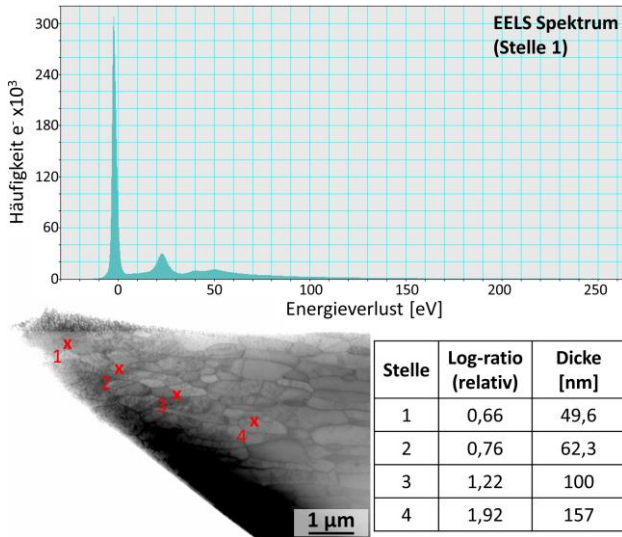 EELS Spektrum
(Stelle 1)
Häufigkeit e⁻ x10³
300
240
180
120
60
0
0 50 100 150 200 250
Energieverlust [eV]
1
2
3
4
1 µm
Stelle Log-ratio (relativ) Dicke [nm]
1 0,66 49,6
2 0,76 62,3
3 1,22 100
4 1,92 157